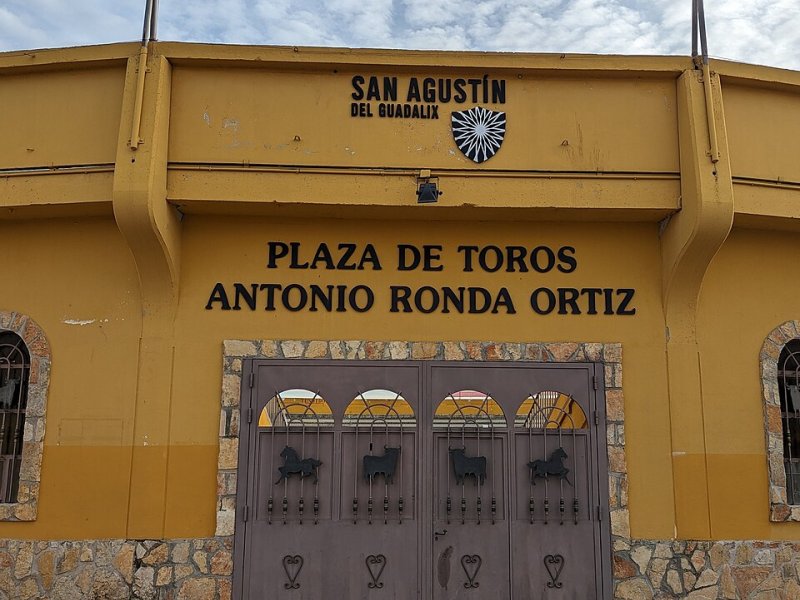 SAN AGUSTÍN
DEL GUADALIX
PLAZA DE TOROS
ANTONIO RONDA ORTIZ